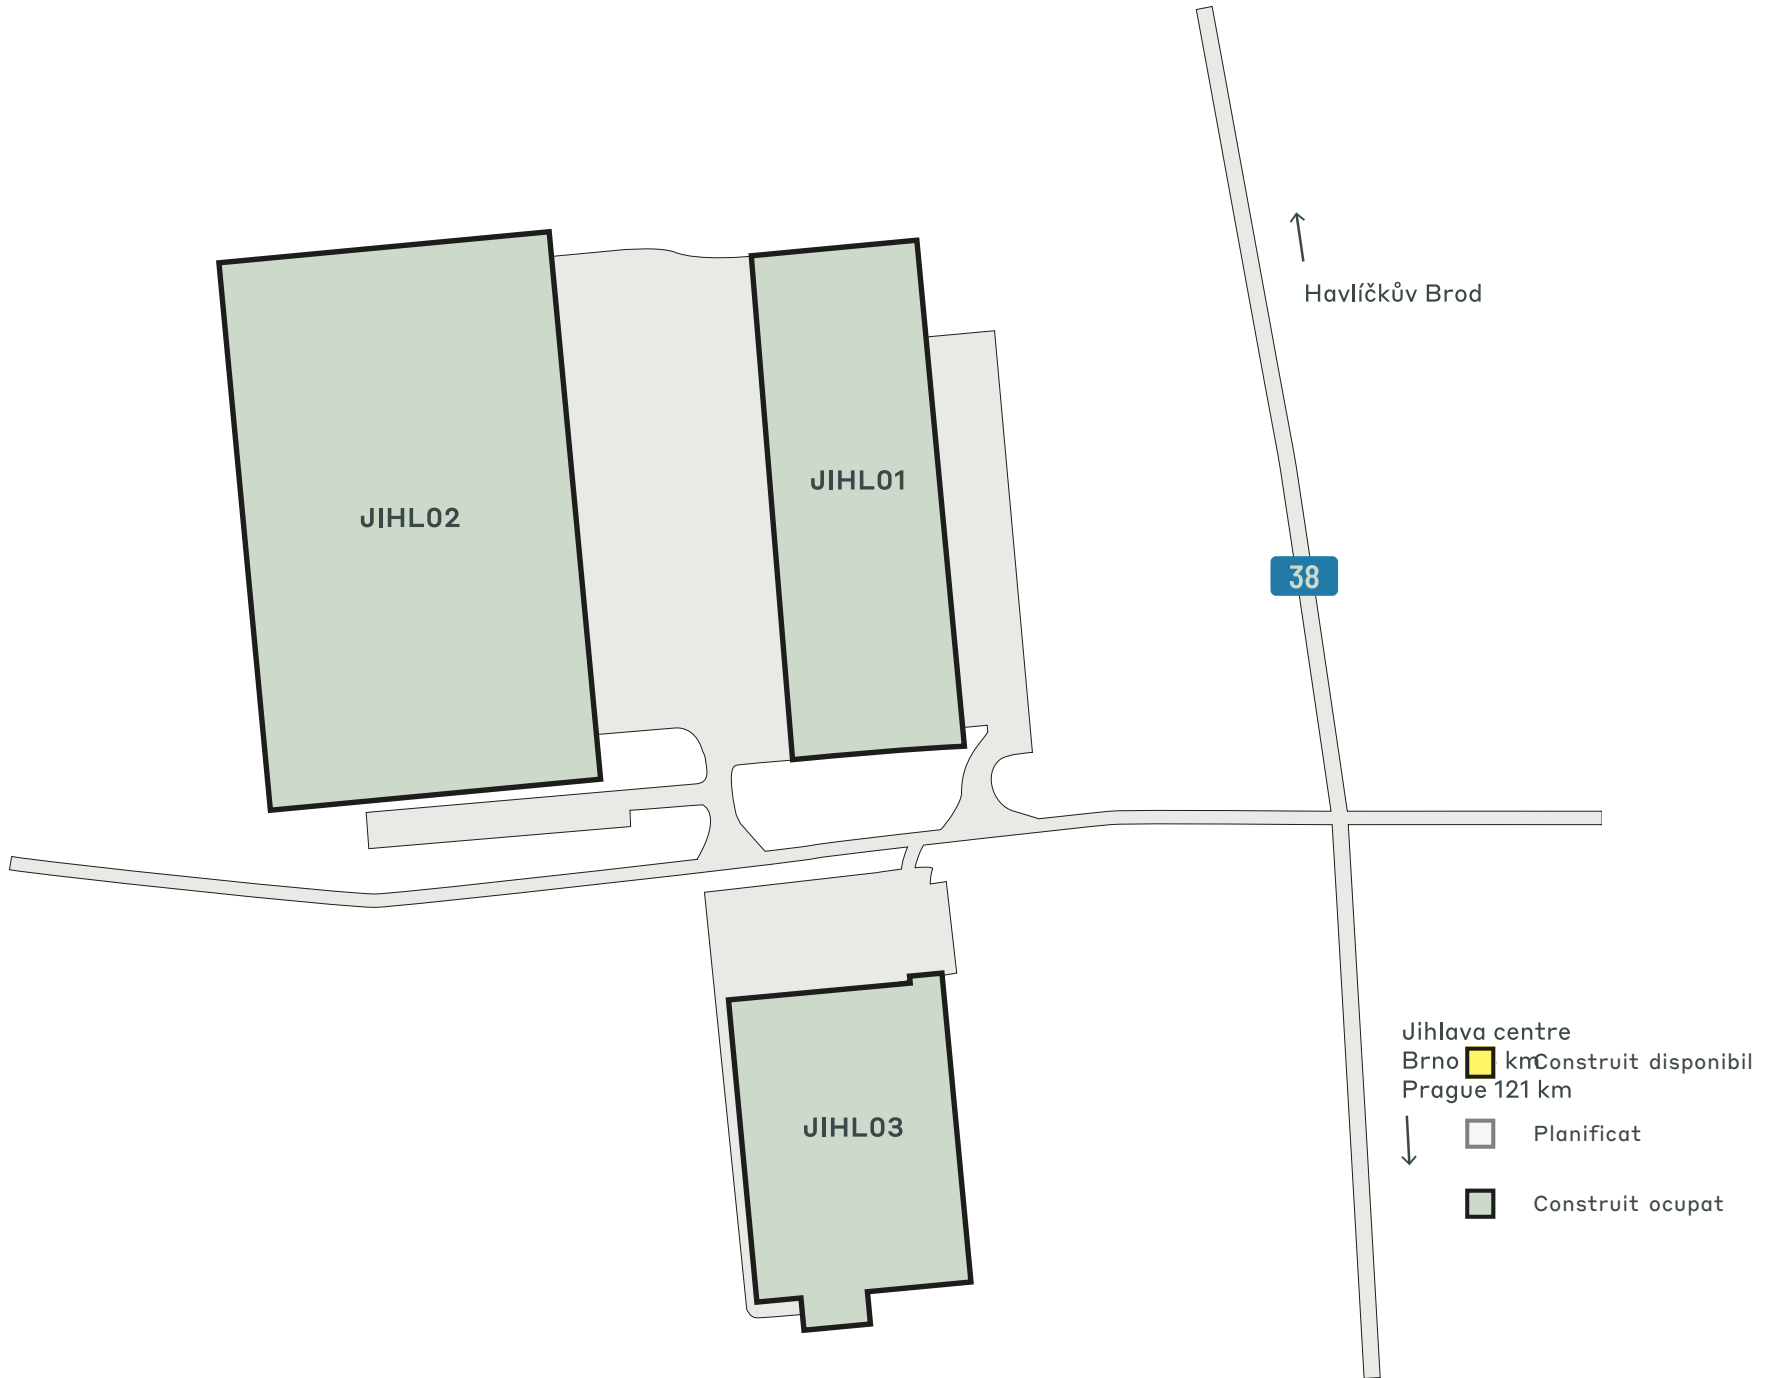 Havlíčkův Brod
JIHL01
JIHL02
38
Jihlava centre
Brno km
Prague 121 km
Construit disponibil
Planificat
Construit ocupat
JIHL03